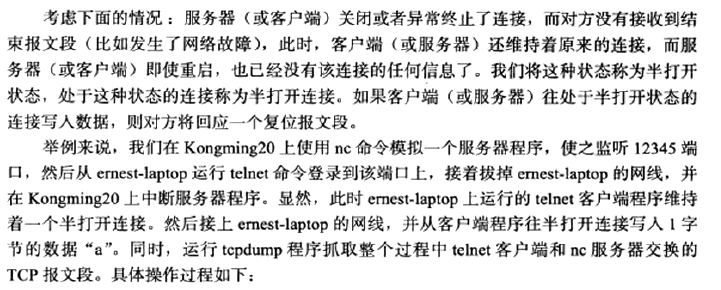 考虑下面的情况：服务器（或客户端）关闭或者异常终止了连接，而对方没有接收到结
束报文段（比如发生了网络故障），此时，客户端（或服务器）还维持着原来的连接，而服
务器（或客户端）即使重启，也已经没有该连接的任何信息了。我们将这种状态称为半打开
状态，处于这种状态的连接称为半打开连接。如果客户端（或服务器）往处于半打开状态的
连接写入数据，则对方将回应一个复位报文段。
举例来说，我们在 Kongming20 上使用 nc 命令模拟一个服务器程序，使之监听 12345 端
口，然后从 ernest-laptop 运行 telnet 命令登录到该端口上，接着拔掉 ernest-laptop 的网线，并
在 Kongming20 上中断服务器程序。显然，此时 ernest-laptop 上运行的 telnet 客户端程序维持
着一个半打开连接。然后接上 ernest-laptop 的网线，并从客户端程序往半打开连接写入 1 字
节的数据“a”。同时，运行 tcpdump 程序抓取整个过程中 telnet 客户端和 nc 服务器交换的
TCP 报文段。具体操作过程如下：